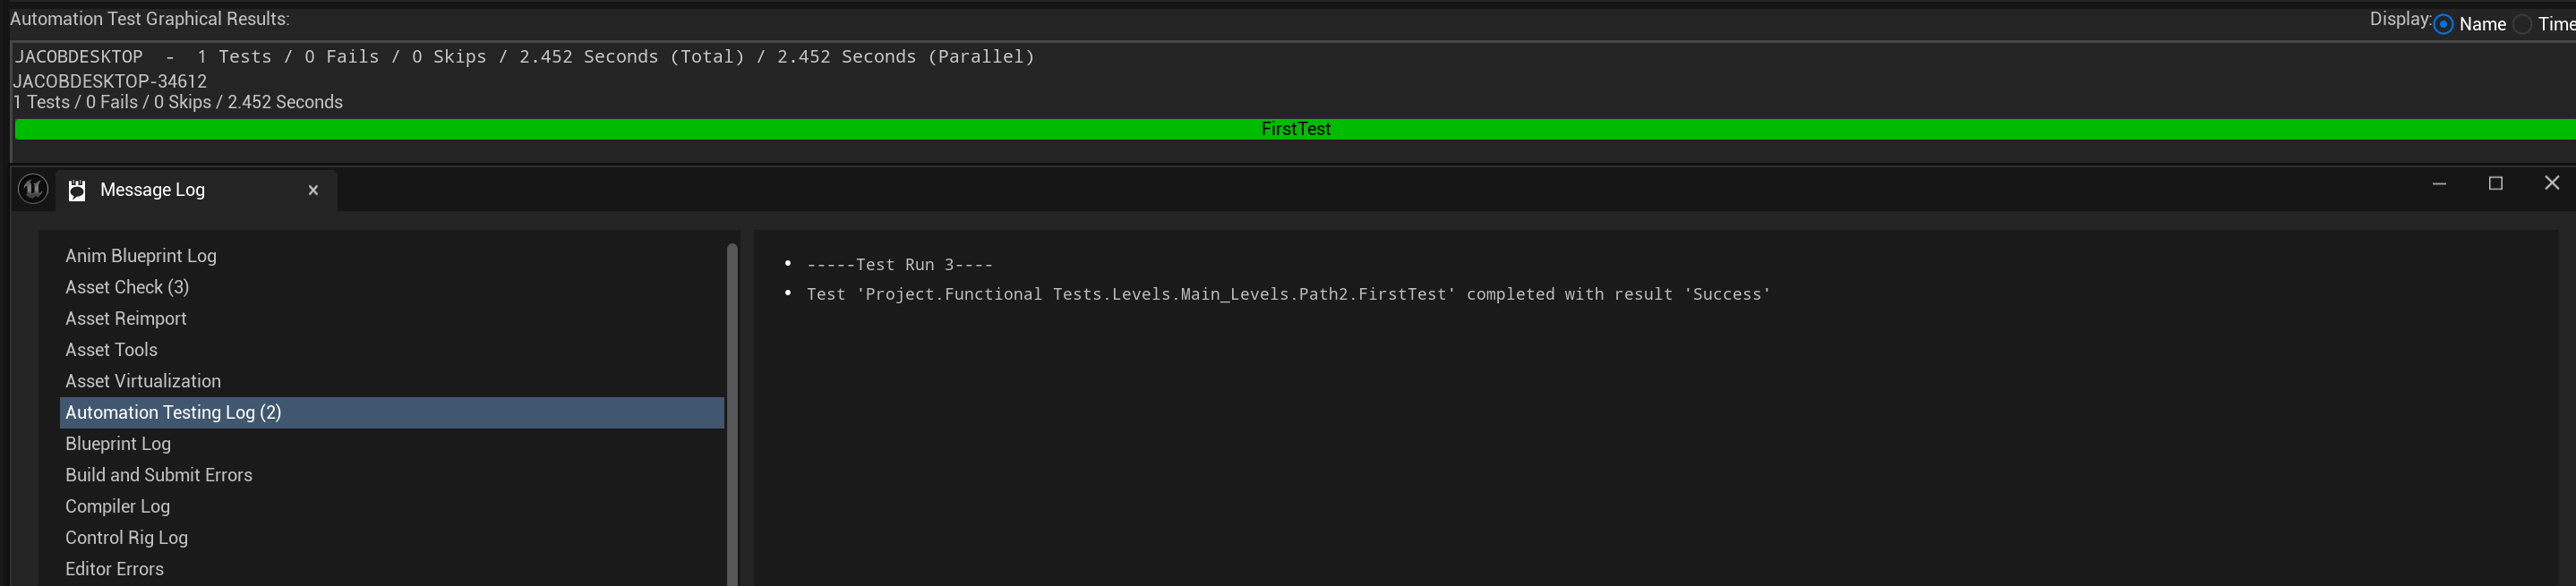 Automation Test Graphical Results:
Display: Name Time
JACOBDESKTOP - 1 Tests / 0 Fails / 0 Skips / 2.452 Seconds (Total) / 2.452 Seconds (Parallel)
JACOBDESKTOP-34612
1 Tests / 0 Fails / 0 Skips / 2.452 Seconds
FirstTest
Message Log
Anim Blueprint Log
Asset Check (3)
Asset Reimport
Asset Tools
Asset Virtualization
Automation Testing Log (2)
Blueprint Log
Build and Submit Errors
Compiler Log
Control Rig Log
Editor Errors
-----Test Run 3----
Test 'Project.Functional Tests.Levels.Main_Levels.Path2.FirstTest' completed with result 'Success'